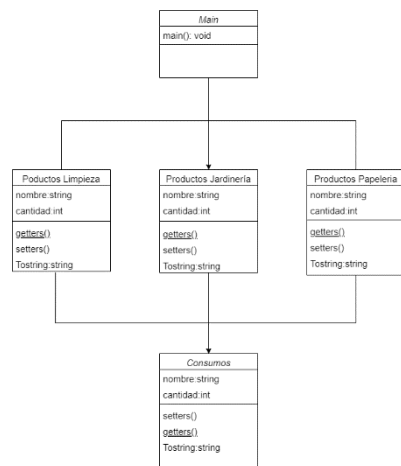 Main
main(): void
Poductos Limpieza
nombre:string
cantidad:int
getters()
setters()
Tostring:string
Productos Jardinería
nombre:string
cantidad:int
getters()
setters()
Tostring:string
Productos Papeleria
nombre:string
cantidad:int
getters()
setters()
Tostring:string
Consumos
nombre:string
cantidad:int
setters()
getters()
Tostring:string